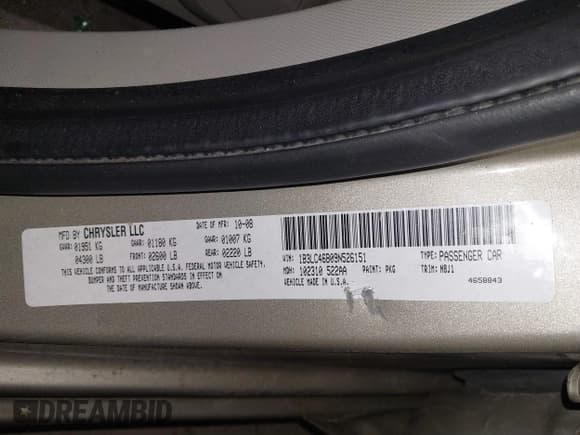 MFD BY CHRYSLER LLC DATE OF MFR: 10-08
GVWR: 01951 KG GAWR: 01180 KG GAWR: 01007 KG
04300 LB FRONT: 02600 LB REAR: 02220 LB
THIS VEHICLE CONFORMS TO ALL APPLICABLE U.S.A. FEDERAL MOTOR VEHICLE SAFETY,
BUMPER AND THEFT PREVENTION STANDARDS IN EFFECT ON
THE DATE OF MANUFACTURE SHOWN ABOVE.
VIN: 1B3LC46B09N526151 TYPE: PASSENGER CAR
MDH: 102310 522AA PAINT: PKG TRIM: MBJ1
VEHICLE MADE IN U.S.A. 4658843
DREAMBID